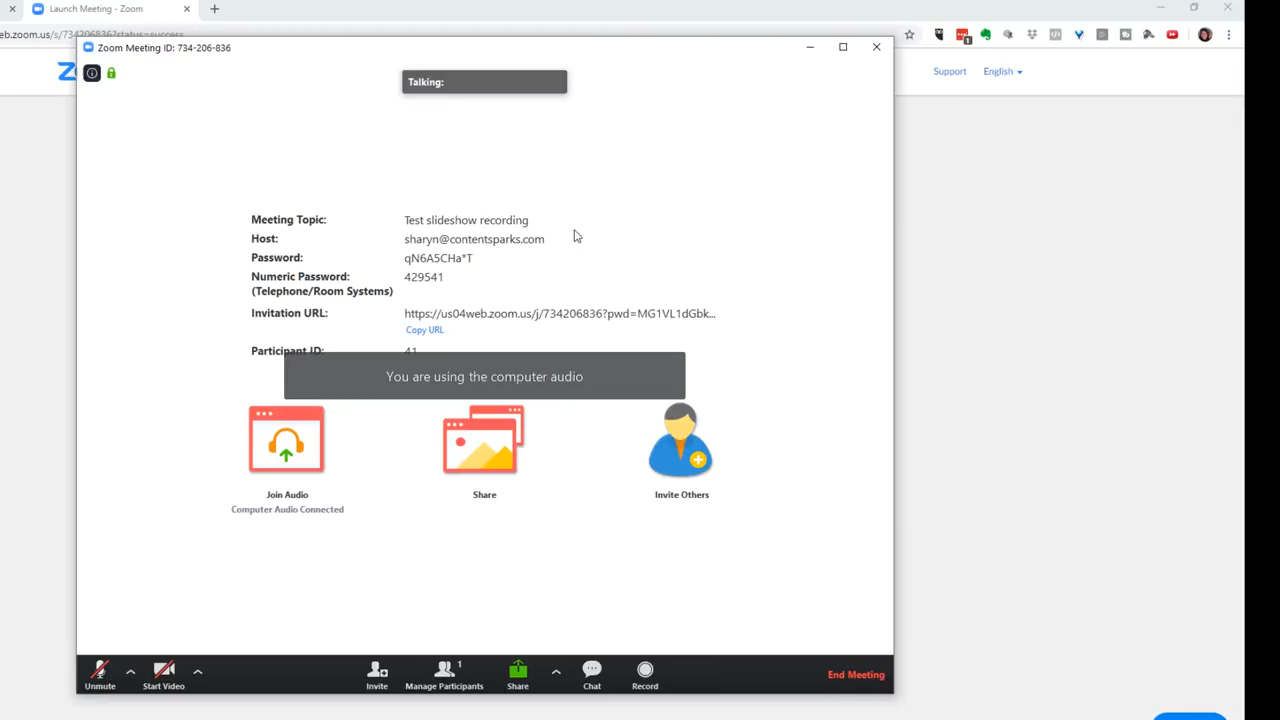 Launch Meeting - Zoom
web.zoom.us/s/734206836?status=success
1
Support English
Zoom Meeting ID: 734-206-836
Talking:
Meeting Topic: Test slideshow recording
Host: sharyn@contentsparks.com
Password: qN6A5CHa*T
Numeric Password: 429541
(Telephone/Room Systems)
Invitation URL: https://us04web.zoom.us/j/734206836?pwd=MG1VL1dGbk...
Copy URL
Participant ID: 41
You are using the computer audio
Join Audio Share Invite Others
Computer Audio Connected
1
Unmute Start Video Invite Manage Participants Share Chat Record End Meeting